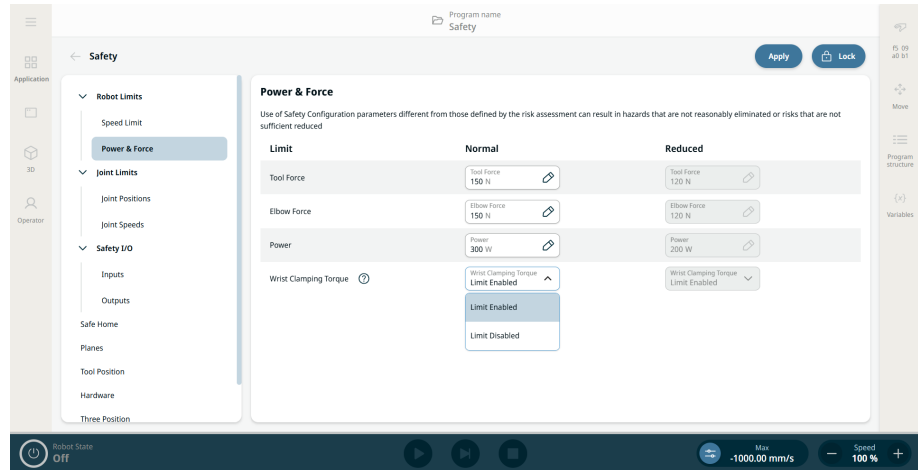 Program name
Safety
f5 09
a0 b1
Application
3D
Operator
Move
Program
structure
{x}
Variables
Safety
Apply
Lock
Robot Limits
Speed Limit
Power & Force
Joint Limits
Joint Positions
Joint Speeds
Safety I/O
Inputs
Outputs
Safe Home
Planes
Tool Position
Hardware
Three Position
Power & Force
Use of Safety Configuration parameters different from those defined by the risk assessment can result in hazards that are not reasonably eliminated or risks that are not
sufficient reduced
Limit Normal Reduced
Tool Force
Tool Force
150 N
Tool Force
120 N
Elbow Force
Elbow Force
150 N
Elbow Force
120 N
Power
Power
300 W
Power
200 W
Wrist Clamping Torque ?
Wrist Clamping Torque
Limit Enabled
Wrist Clamping Torque
Limit Enabled
Limit Enabled
Limit Disabled
Robot State
Off
Max
-1000.00 mm/s
Speed
100 %